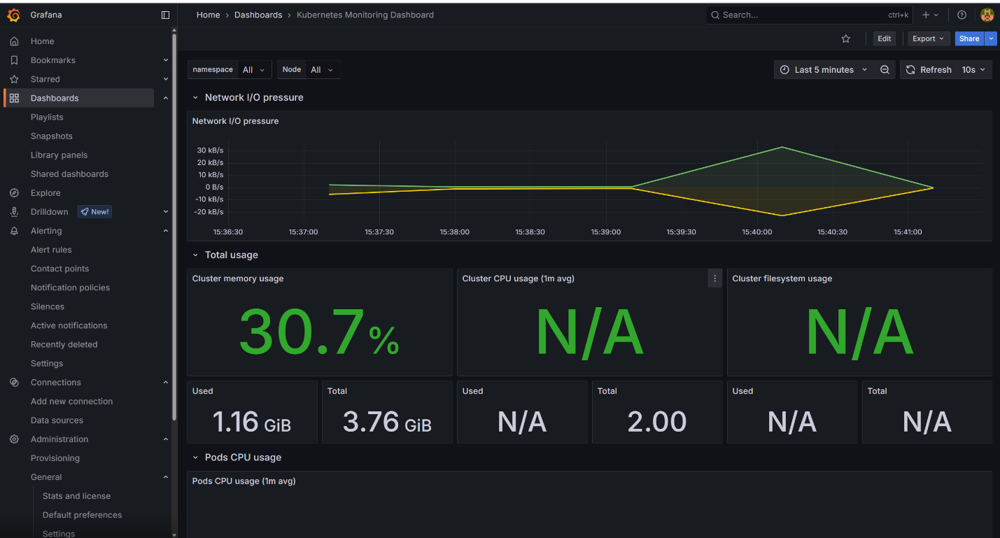 Grafana
Home › Dashboards › Kubernetes Monitoring Dashboard
Search...
ctrl+k
Edit
Export
Share
Home
Bookmarks
Starred
Dashboards
Playlists
Snapshots
Library panels
Shared dashboards
Explore
Drilldown New!
Alerting
Alert rules
Contact points
Notification policies
Silences
Active notifications
Recently deleted
Settings
Connections
Add new connection
Data sources
Administration
Provisioning
General
Stats and license
Default preferences
Settings
namespace All
Node All
Last 5 minutes
Refresh 10s
Network I/O pressure
Network I/O pressure
30 kB/s
20 kB/s
10 kB/s
0 B/s
-10 kB/s
-20 kB/s
15:36:30 15:37:00 15:37:30 15:38:00 15:38:30 15:39:00 15:39:30 15:40:00 15:40:30 15:41:00
Total usage
Cluster memory usage
30.7%
Cluster CPU usage (1m avg)
N/A
Cluster filesystem usage
N/A
Used
1.16 GiB
Total
3.76 GiB
Used
N/A
Total
2.00
Used
N/A
Total
N/A
Pods CPU usage
Pods CPU usage (1m avg)